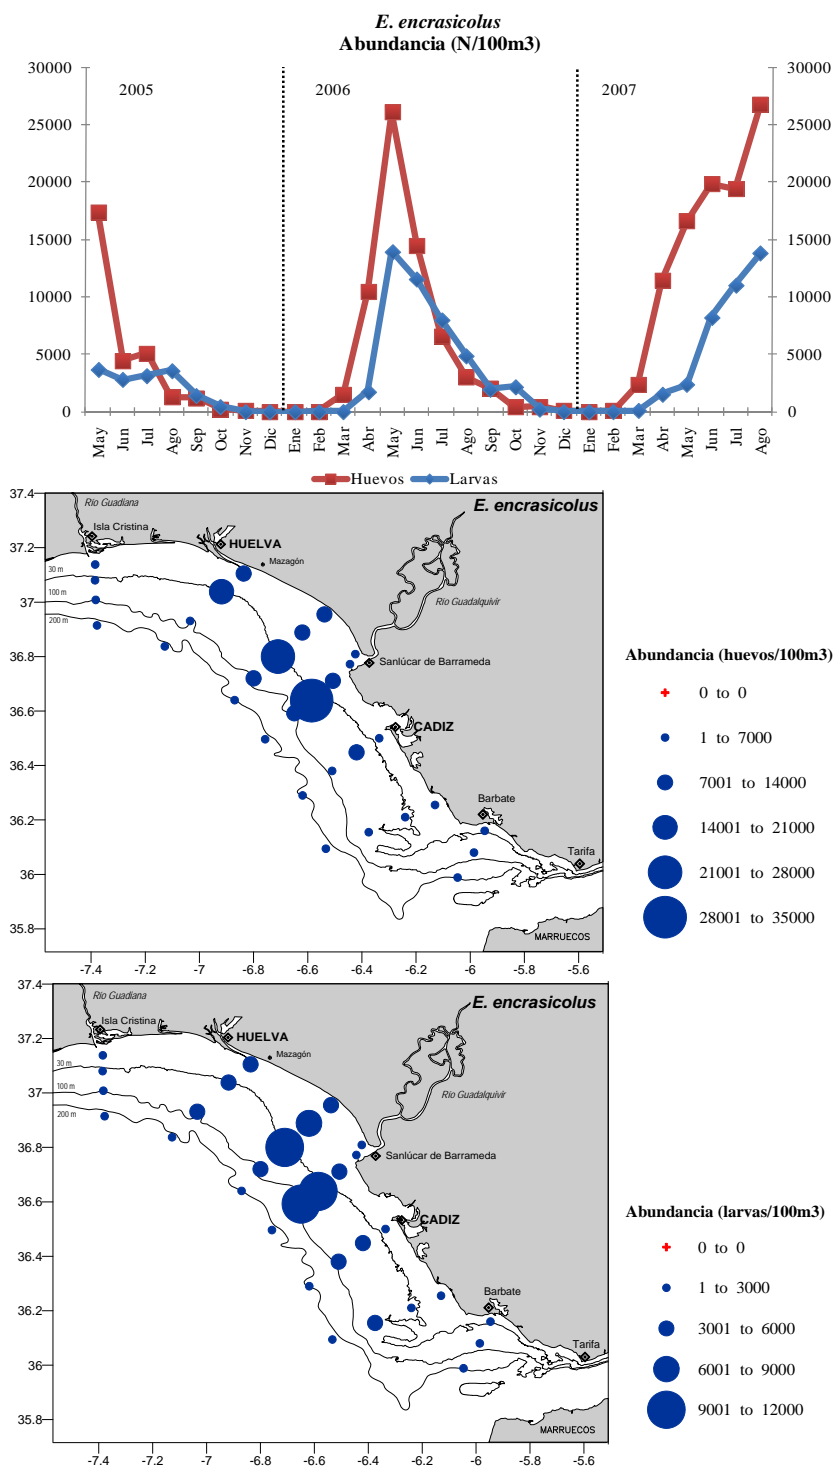 E. encrasicolus
Abundancia (N/100m3)
30000 30000
2005 2006 2007
25000 25000
20000 20000
15000 15000
10000 10000
5000 5000
0 0
May Jun Jul Ago Sep Oct Nov Dic Ene Feb Mar Abr May Jun Jul Ago Sep Oct Nov Dic Ene Feb Mar Abr May Jun Jul Ago
Huevos Larvas
37.4
Rio Guadiana
E. encrasicolus
Isla Cristina
HUELVA
37.2
Mazagón
30 m
100 m
37
Rio Guadalquivir
200 m
36.8
Sanlúcar de Barrameda
36.6
CADIZ
36.4
Barbate
36.2
Tarifa
36
35.8
MARRUECOS
-7.4 -7.2 -7 -6.8 -6.6 -6.4 -6.2 -6 -5.8 -5.6
Abundancia (huevos/100m3)
0 to 0
1 to 7000
7001 to 14000
14001 to 21000
21001 to 28000
28001 to 35000
37.4
Rio Guadiana
E. encrasicolus
Isla Cristina
HUELVA
37.2
Mazagón
30 m
100 m
37
Rio Guadalquivir
200 m
36.8
Sanlúcar de Barrameda
36.6
CADIZ
36.4
Barbate
36.2
Tarifa
36
35.8
MARRUECOS
-7.4 -7.2 -7 -6.8 -6.6 -6.4 -6.2 -6 -5.8 -5.6
Abundancia (larvas/100m3)
0 to 0
1 to 3000
3001 to 6000
6001 to 9000
9001 to 12000